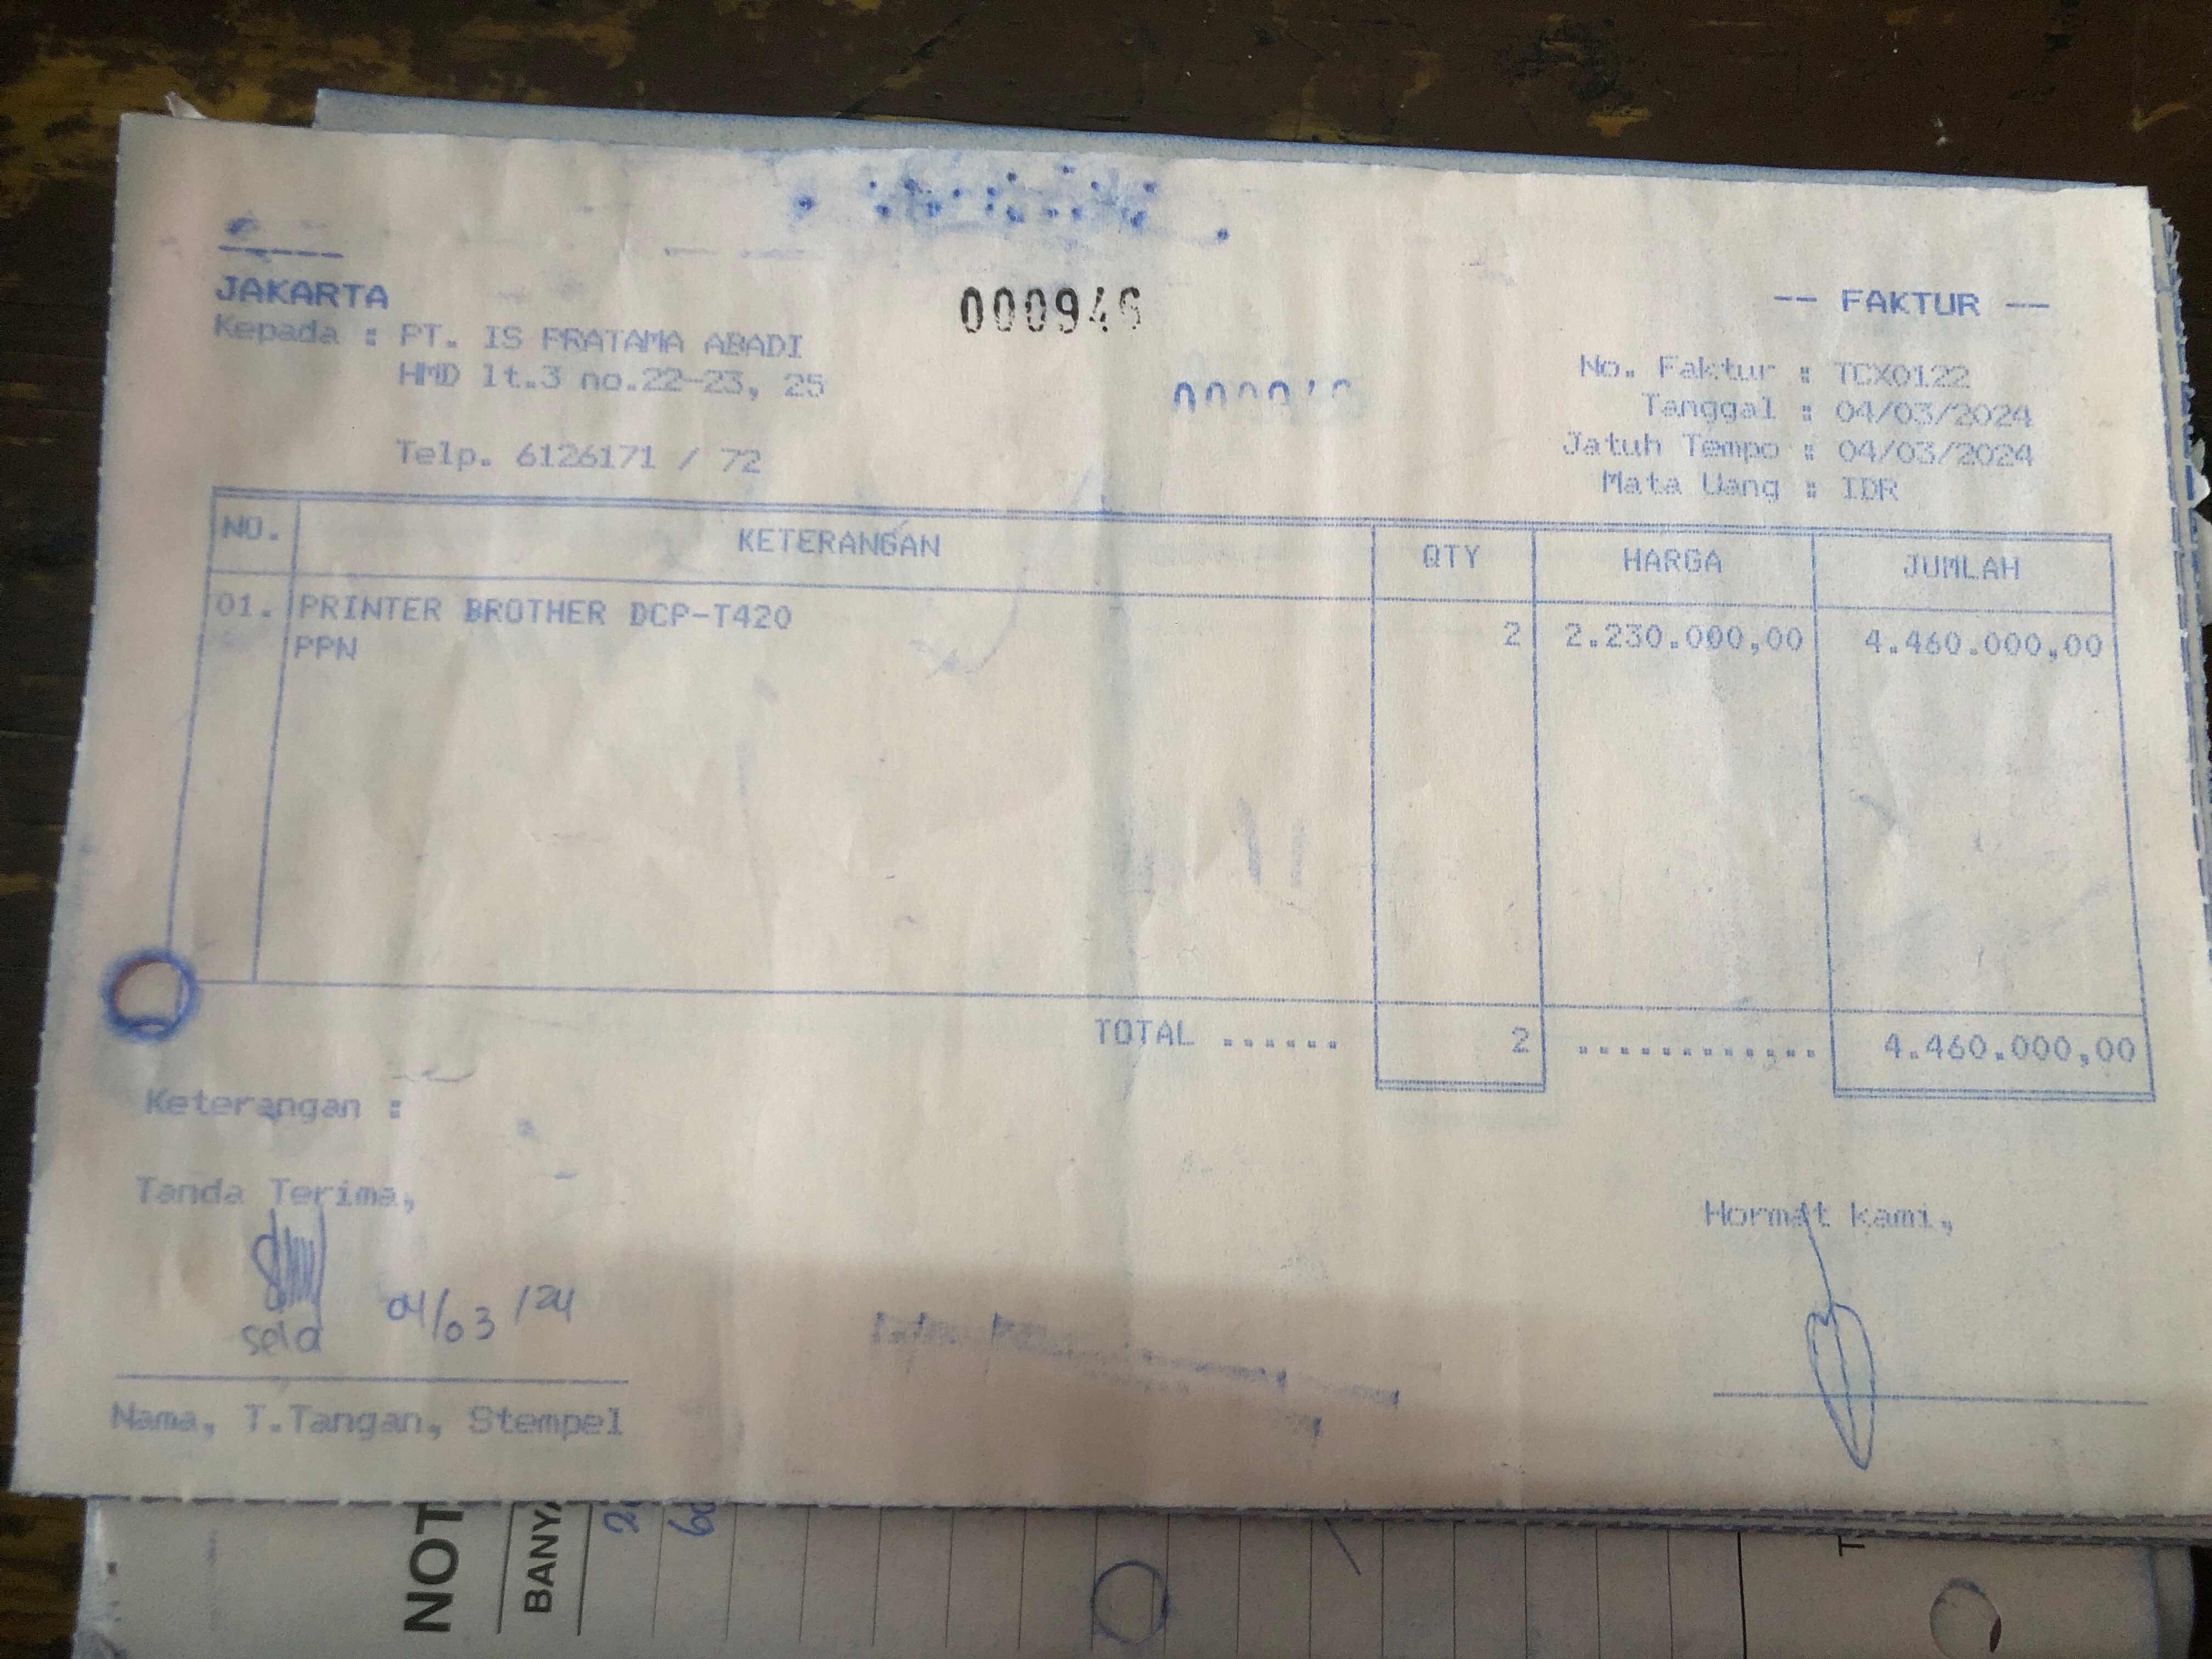 JAKARTA
000946
-- FAKTUR --
Kepada : PT. IS PRATAMA ABADI
HMD lt.3 no.22-23, 25
Telp. 6126171 / 72
No. Faktur : TCX0122
Tanggal : 04/03/2024
Jatuh Tempo : 04/03/2024
Mata Uang : IDR
NO. KETERANGAN QTY HARGA JUMLAH
01. PRINTER BROTHER DCP-T420 2 2.230.000,00 4.460.000,00
PPN
TOTAL ...... 2 ............ 4.460.000,00
Keterangan :
Tanda Terima,
Hormat kami,
04/03/24
sela
Nama, T.Tangan, Stempel
NOT
BANYA